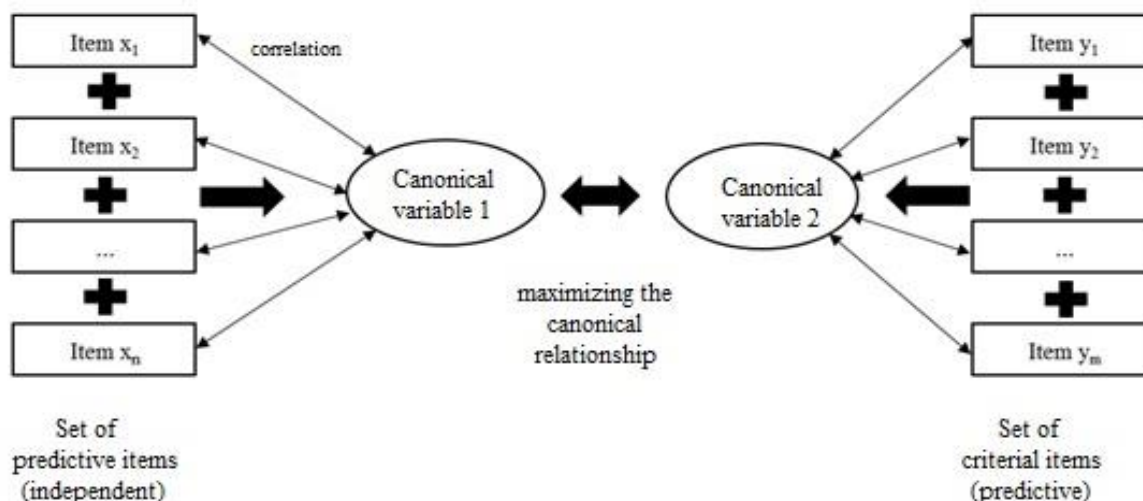 Item x₁
correlation
Item x₂
...
Item xₙ
Set of
predictive items
(independent)
Canonical
variable 1
maximizing the
canonical
relationship
Canonical
variable 2
Item y₁
Item y₂
...
Item yₘ
Set of
criterial items
(predictive)